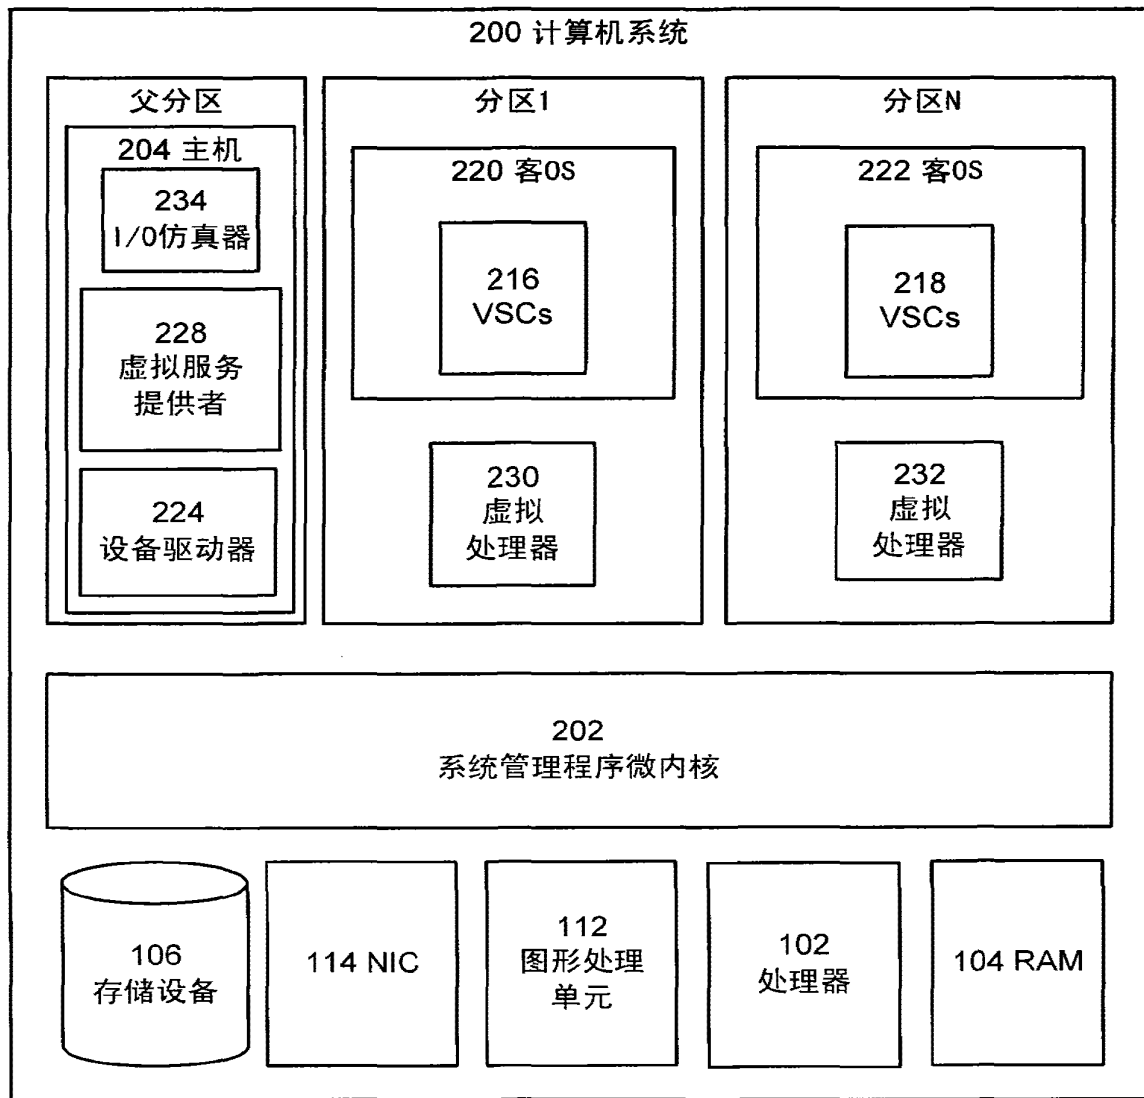 200 计算机系统
父分区
204 主机
234
I/O仿真器
228
虚拟服务
提供者
224
设备驱动器
分区1
220 客OS
216
VSCs
230
虚拟
处理器
分区N
222 客OS
218
VSCs
232
虚拟
处理器
202
系统管理程序微内核
106
存储设备
114 NIC
112
图形处理
单元
102
处理器
104 RAM